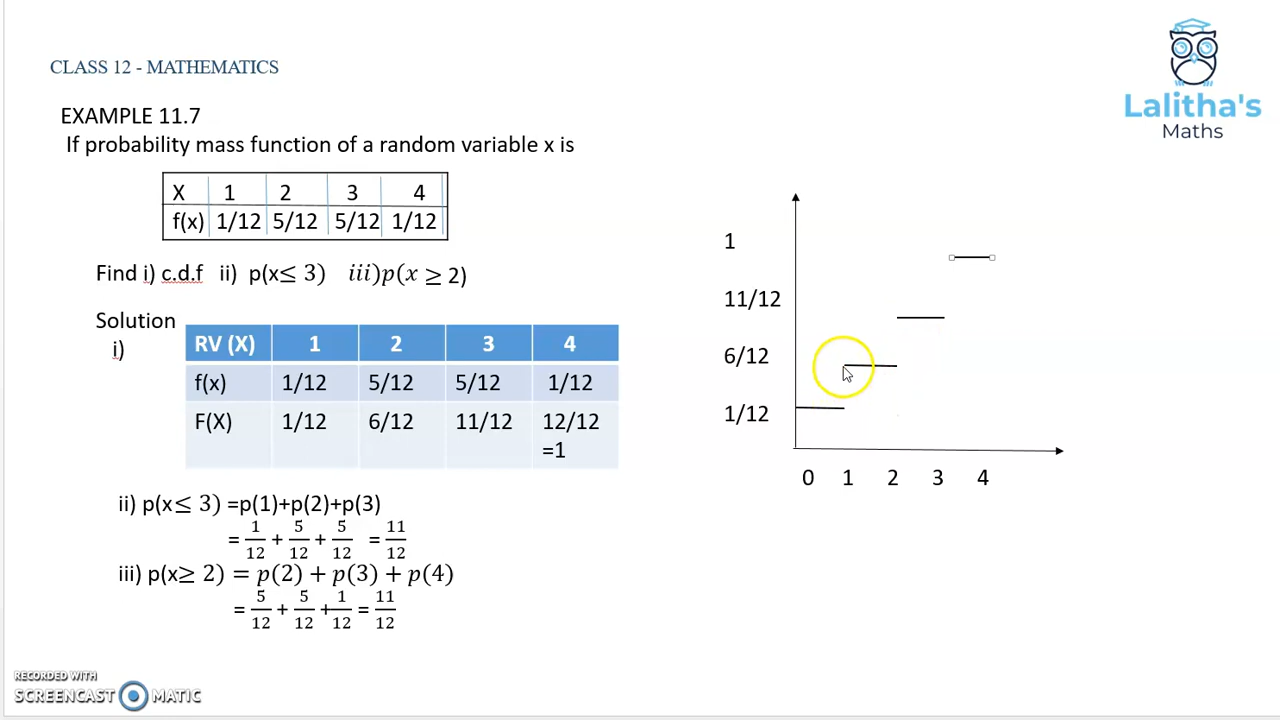 CLASS 12 - MATHEMATICS
Lalitha's
Maths
EXAMPLE 11.7
If probability mass function of a random variable x is
X 1 2 3 4
f(x) 1/12 5/12 5/12 1/12
Find i) c.d.f ii) p(x≤ 3) iii)p(x ≥ 2)
Solution
i)
RV (X) 1 2 3 4
f(x) 1/12 5/12 5/12 1/12
F(X) 1/12 6/12 11/12 12/12
=1
ii) p(x≤ 3) =p(1)+p(2)+p(3)
= 1/12 + 5/12 + 5/12 = 11/12
iii) p(x≥ 2) = p(2) + p(3) + p(4)
= 5/12 + 5/12 + 1/12 = 11/12
1
11/12
6/12
1/12
0 1 2 3 4
RECORDED WITH
SCREENCAST MATIC